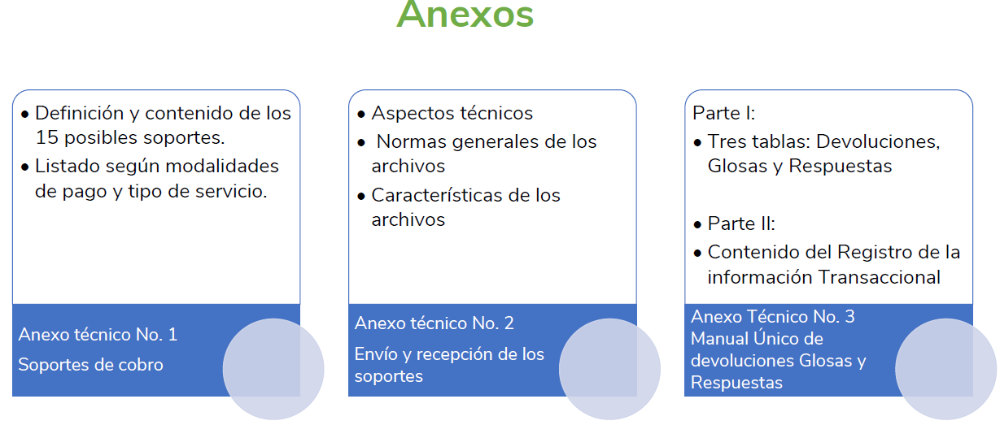 Anexos
• Definición y contenido de los
15 posibles soportes.
• Listado según modalidades
de pago y tipo de servicio.
Anexo técnico No. 1
Soportes de cobro
• Aspectos técnicos
• Normas generales de los
archivos
• Características de los
archivos
Anexo técnico No. 2
Envío y recepción de los
soportes
Parte I:
• Tres tablas: Devoluciones,
Glosas y Respuestas
• Parte II:
• Contenido del Registro de la
información Transaccional
Anexo Técnico No. 3
Manual Único de
devoluciones Glosas y
Respuestas